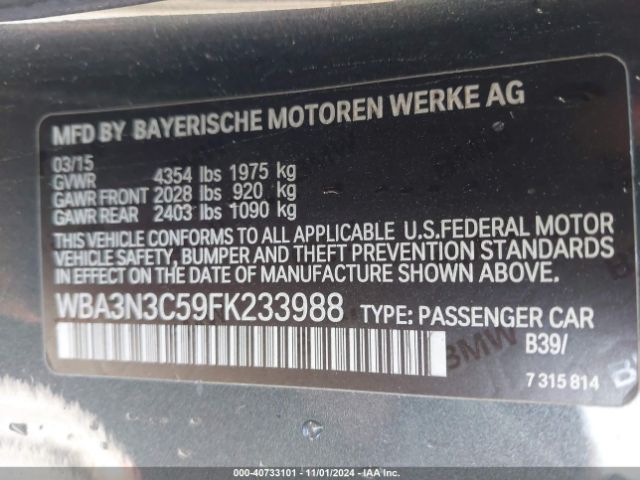 MFD BY BAYERISCHE MOTOREN WERKE AG
03/15
GVWR 4354 lbs 1975 kg
GAWR FRONT 2028 lbs 920 kg
GAWR REAR 2403 lbs 1090 kg
THIS VEHICLE CONFORMS TO ALL APPLICABLE U.S.FEDERAL MOTOR
VEHICLE SAFETY, BUMPER AND THEFT PREVENTION STANDARDS
IN EFFECT ON THE DATE OF MANUFACTURE SHOWN ABOVE.
WBA3N3C59FK233988 TYPE: PASSENGER CAR
B39/
BMW
7 315 814
B
000-40733101 - 11/01/2024 - IAA Inc.